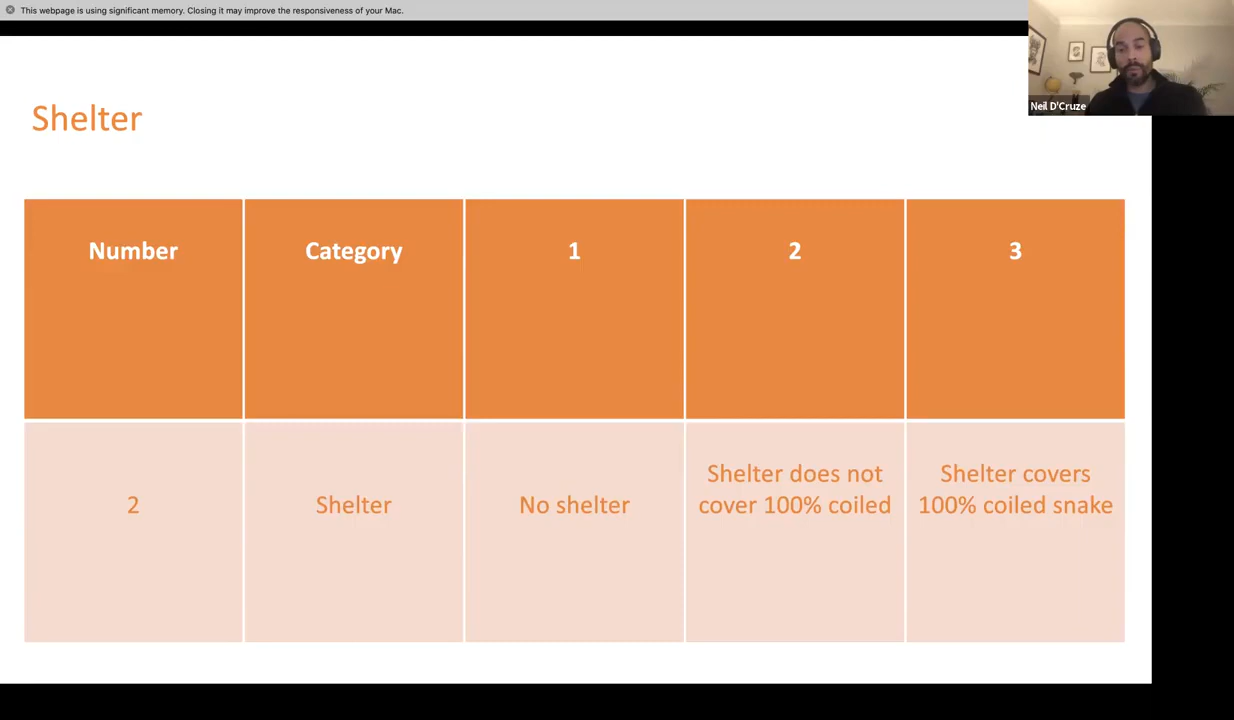 This webpage is using significant memory. Closing it may improve the responsiveness of your Mac.
Neil D'Cruze
Shelter
Number
Category
1
2
3
2
Shelter
No shelter
Shelter does not
cover 100% coiled
Shelter covers
100% coiled snake